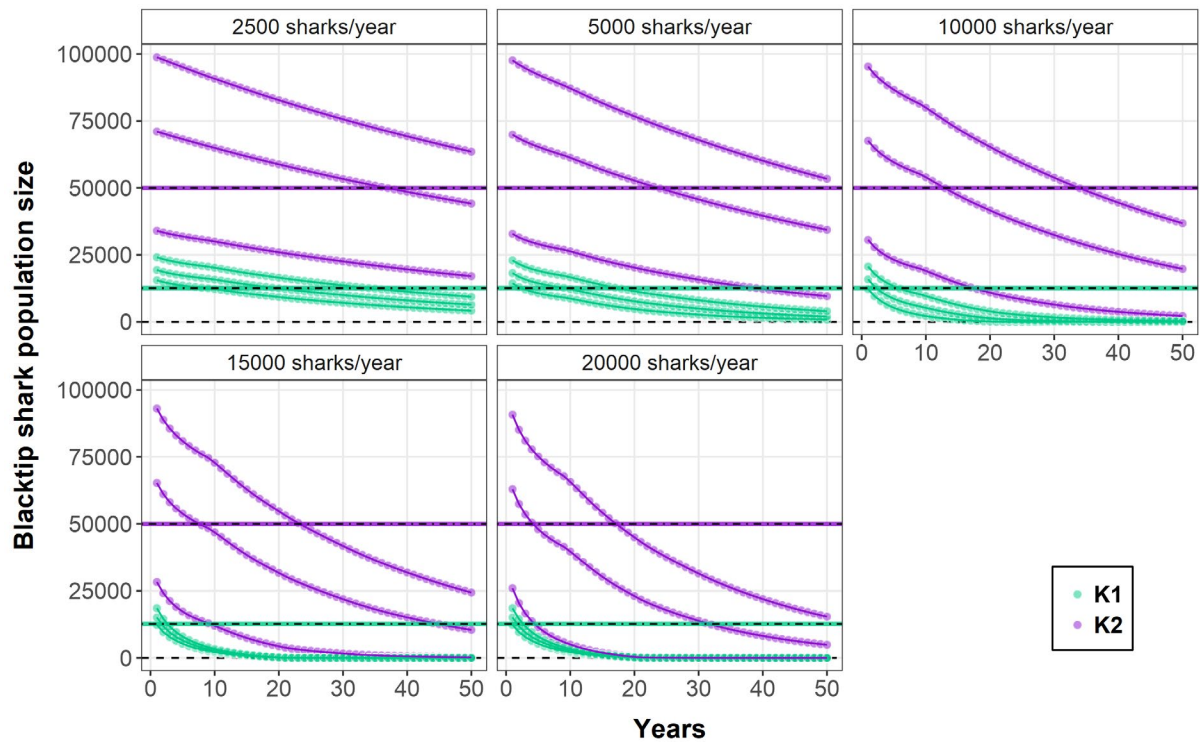 2500 sharks/year
5000 sharks/year
10000 sharks/year
100000
75000
50000
25000
0
0 10 20 30 40 50
15000 sharks/year
20000 sharks/year
100000
75000
50000
25000
0
0 10 20 30 40 50
0 10 20 30 40 50
Blacktip shark population size
Years
K1
K2